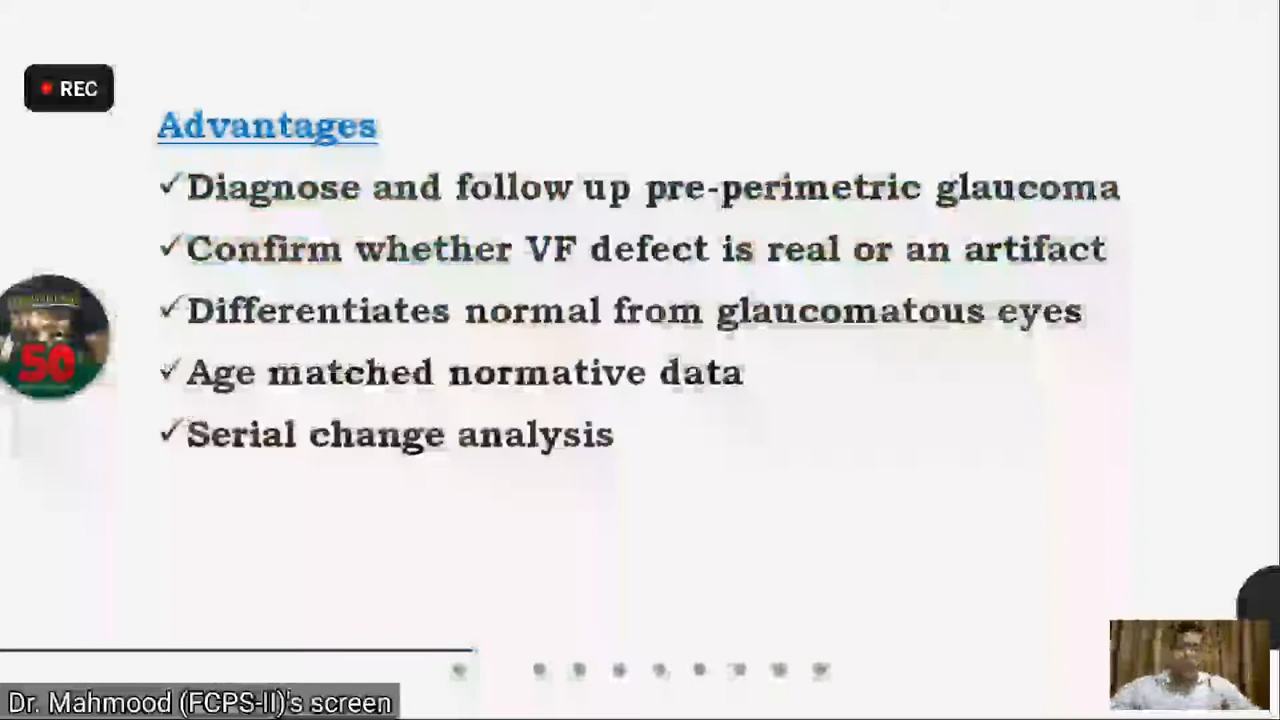 REC
Advantages
✓Diagnose and follow up pre-perimetric glaucoma
✓Confirm whether VF defect is real or an artifact
✓Differentiates normal from glaucomatous eyes
50
✓Age matched normative data
✓Serial change analysis
Dr. Mahmood (FCPS-II)'s screen